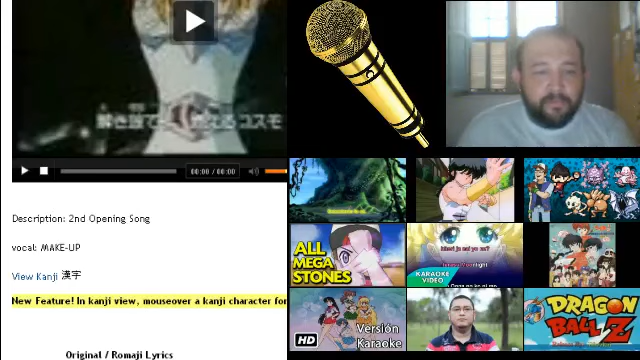 00:00 / 00:00
Description: 2nd Opening Song
vocal: MAKE-UP
View Kanji 漢字
New Feature! In kanji view, mouseover a kanji character for
Original / Romaji Lyrics
ALL
MEGA
STONES
KARAOKE
VIDEO
HD
Versión
Karaoke
DRAGON
BALL Z